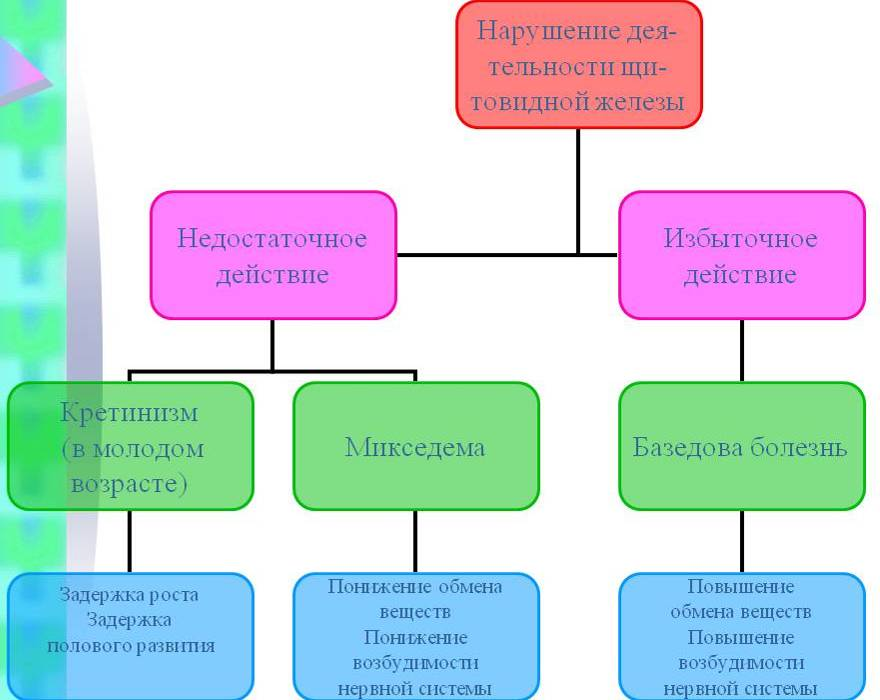 Нарушение дея-
тельности щи-
товидной железы
Недостаточное
действие
Избыточное
действие
Кретинизм
(в молодом
возрасте)
Микседема
Базедова болезнь
Задержка роста
Задержка
полового развития
Понижение обмена
веществ
Понижение
возбудимости
нервной системы
Повышение
обмена веществ
Повышение
возбудимости
нервной системы